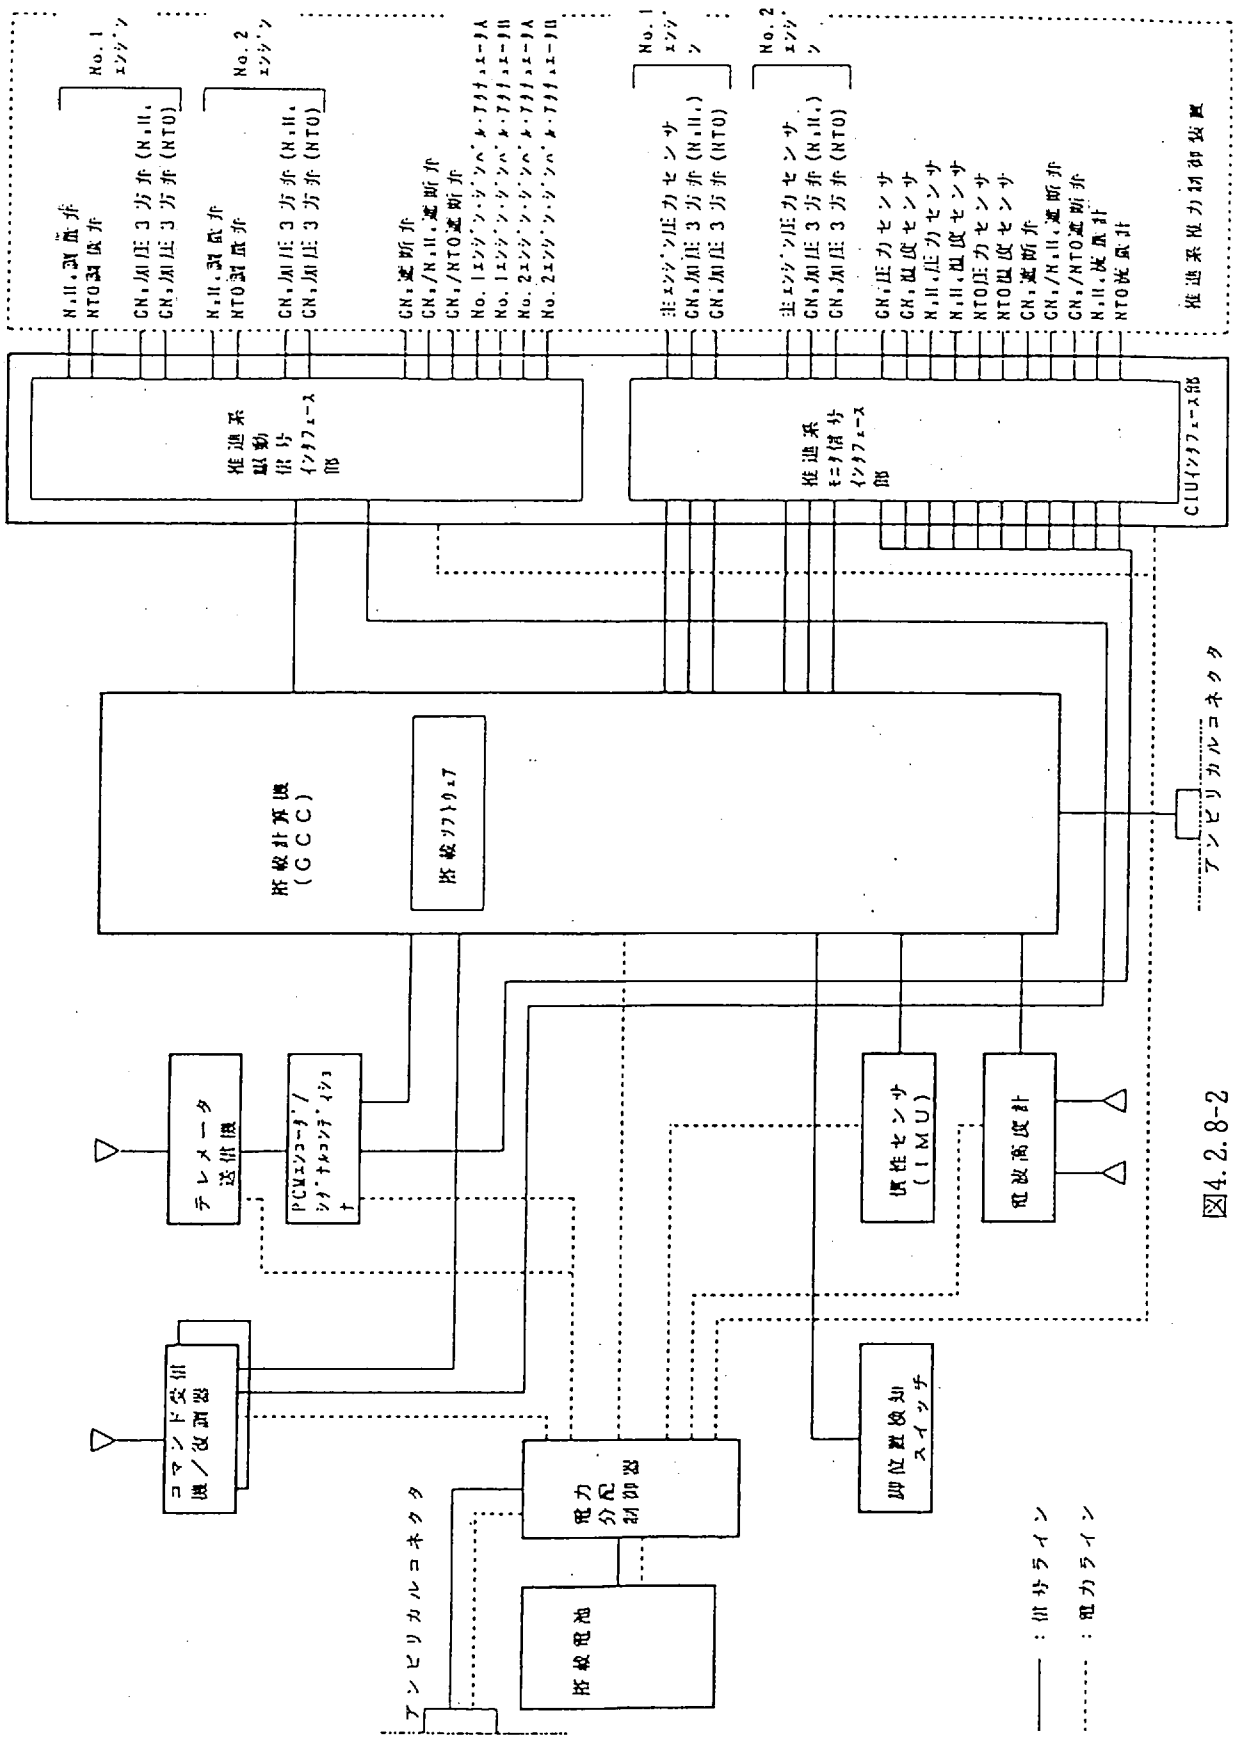 コマンド受信
機/復調器
テレメータ
送信機
PCMエンコーダ/
シグナルコンディショ
ナ
アンビリカルコネクタ
搭載電池
電力
分配
制御器
搭載計算機
(GCC)
搭載ソフトウェア
脚位置検知
スイッチ
慣性センサ
(IMU)
電波高度計
アンビリカルコネクタ
推進系
駆動
信号
インタフェース
部
推進系
モニタ信号
インタフェース
部
CIUインタフェース部
N₂H₄調量弁
NTO調量弁
GN₂加圧3方弁(N₂H₄
GN₂加圧3方弁(NTO)
No.1
エンジン
N₂H₄調量弁
NTO調量弁
GN₂加圧3方弁(N₂H₄
GN₂加圧3方弁(NTO)
No.2
エンジン
GN₂遮断弁
GN₂/N₂H₄遮断弁
GN₂/NTO遮断弁
No.1エンジン・ジンバル・アクチュエータA
No.1エンジン・ジンバル・アクチュエータB
No.2エンジン・ジンバル・アクチュエータA
No.2エンジン・ジンバル・アクチュエータB
主エンジン圧力センサ
GN₂加圧3方弁(N₂H₄)
GN₂加圧3方弁(NTO)
No.1
エンジ
ン
主エンジン圧力センサ
GN₂加圧3方弁(N₂H₄)
GN₂加圧3方弁(NTO)
No.2
エンジ
ン
GN₂圧力センサ
GN₂温度センサ
N₂H₄圧力センサ
N₂H₄温度センサ
NTO圧力センサ
NTO温度センサ
GN₂遮断弁
GN₂/N₂H₄遮断弁
GN₂/NTO遮断弁
N₂H₄流量計
NTO流量計
推進系推力制御装置
:信号ライン
:電力ライン
図4.2.8-2